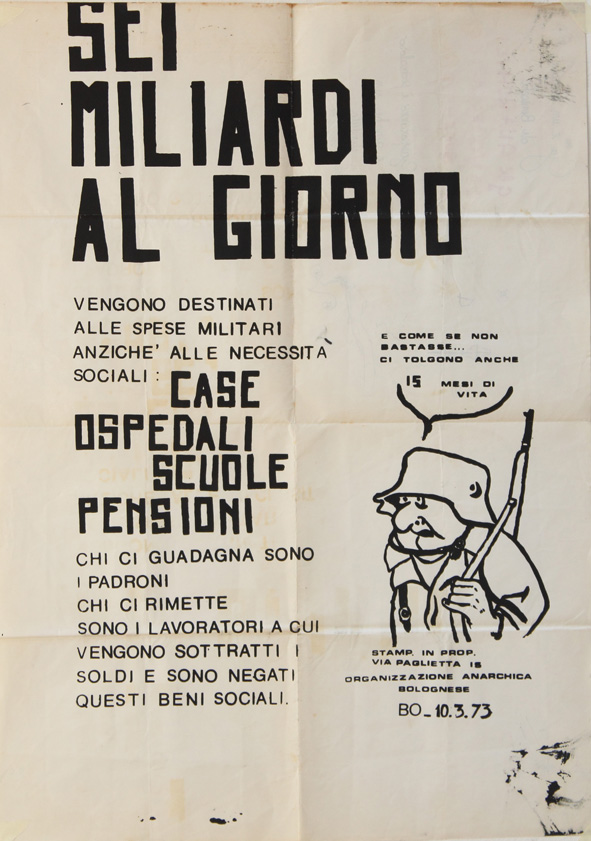 SEI
MILIARDI
AL GIORNO
VENGONO DESTINATI
ALLE SPESE MILITARI
ANZICHE' ALLE NECESSITÀ
SOCIALI: CASE
OSPEDALI
SCUOLE
PENSIONI
CHI CI GUADAGNA SONO
I PADRONI
CHI CI RIMETTE
SONO I LAVORATORI A CUI
VENGONO SOTTRATTI I
SOLDI E SONO NEGATI
QUESTI BENI SOCIALI.
E COME SE NON
BASTASSE...
CI TOLGONO ANCHE
15 MESI DI
VITA
STAMP. IN PROP.
VIA PAGLIETTA 15
ORGANIZZAZIONE ANARCHICA
BOLOGNESE
BO_10.3.73